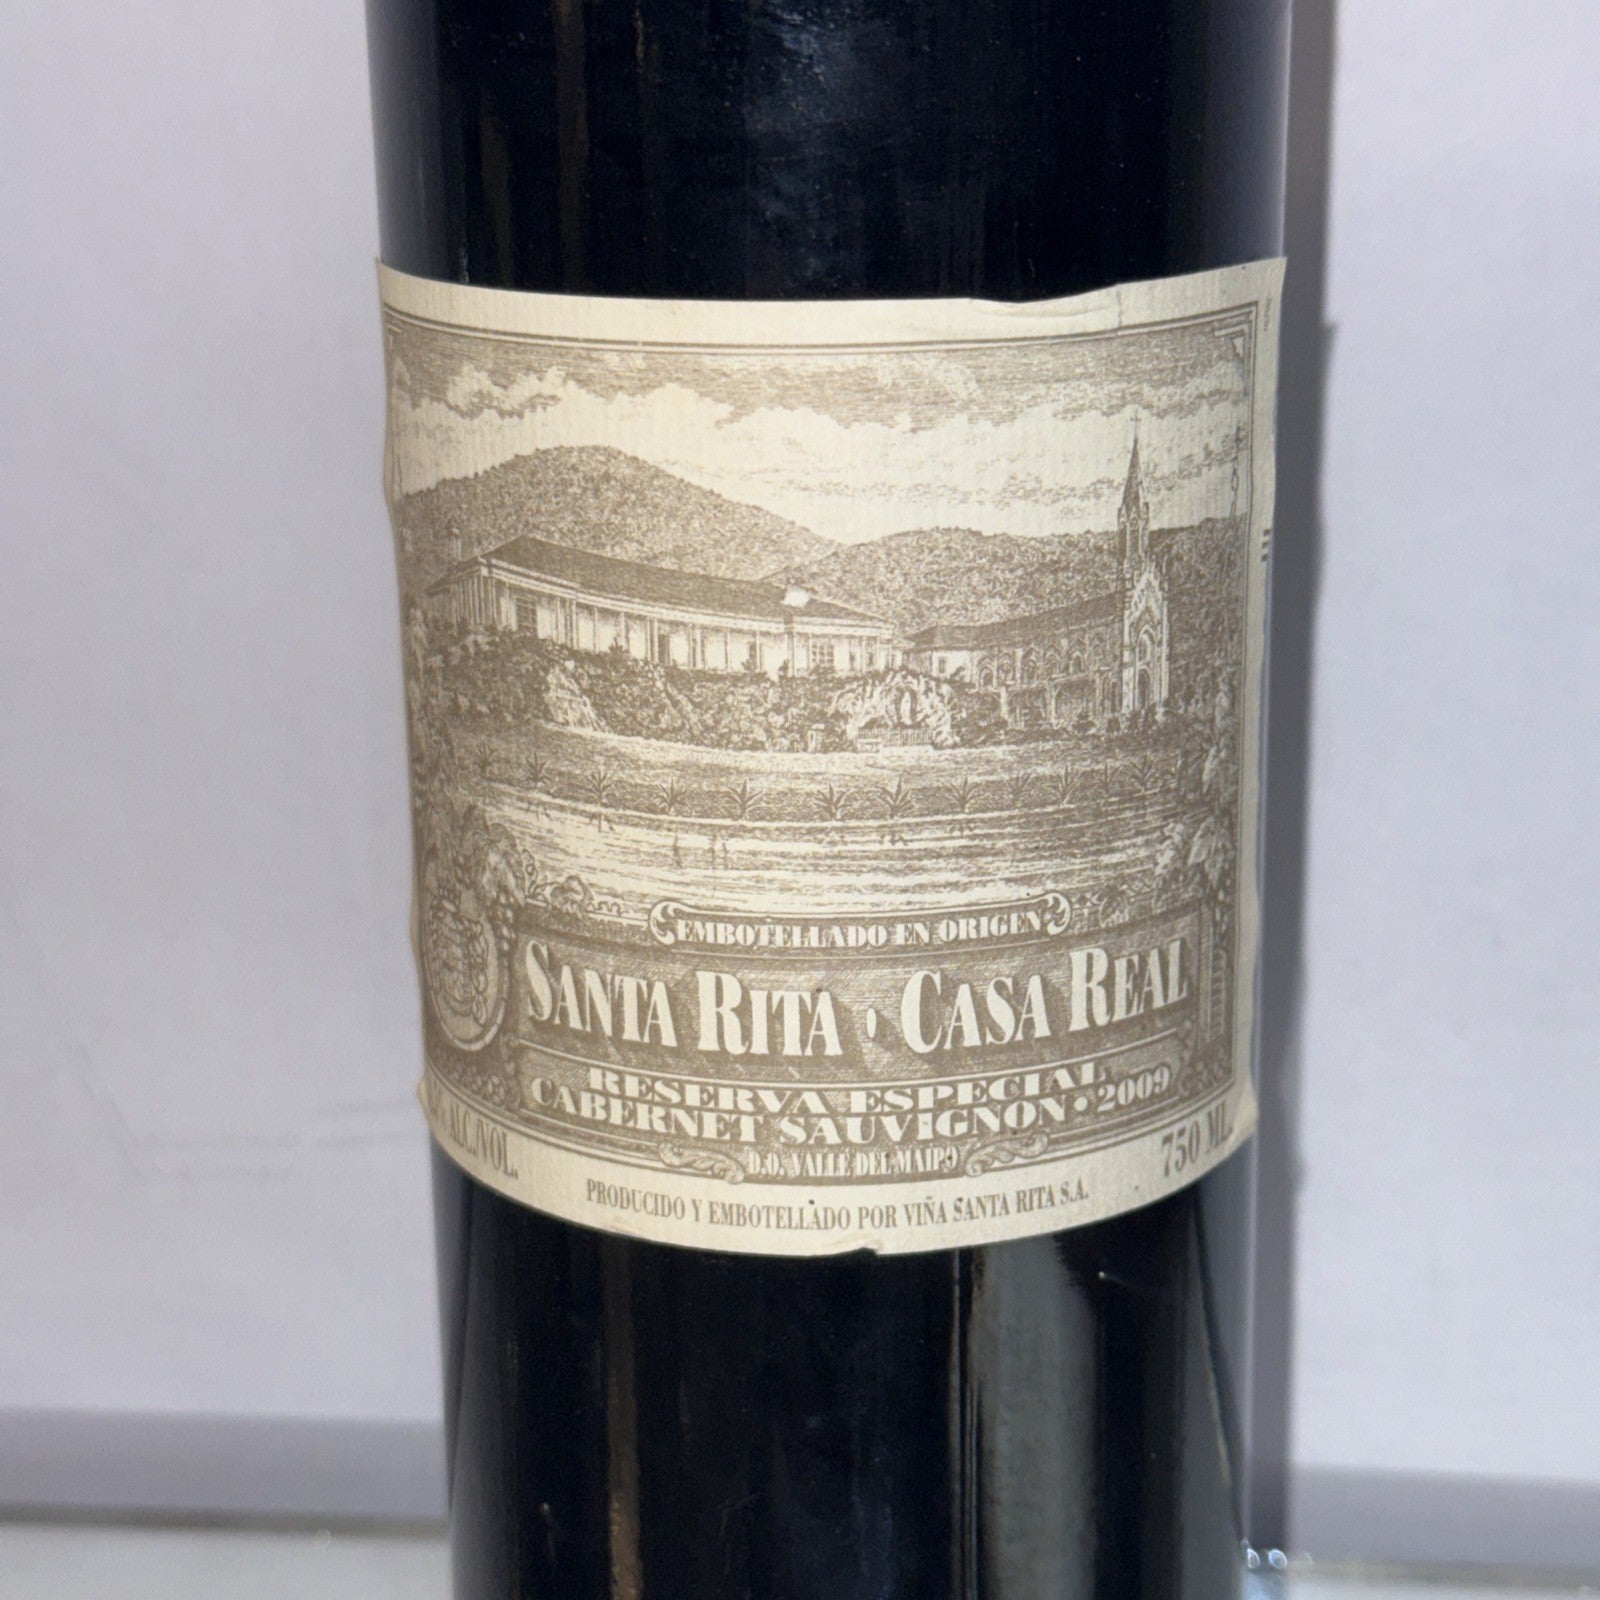 EMBOTELLADO EN ORIGEN
SANTA RITA · CASA REAL
RESERVA ESPECIAL
CABERNET SAUVIGNON · 2009
D.O. VALLE DEL MAIPO
ALC./VOL.
750 ML
PRODUCIDO Y EMBOTELLADO POR VIÑA SANTA RITA S.A.